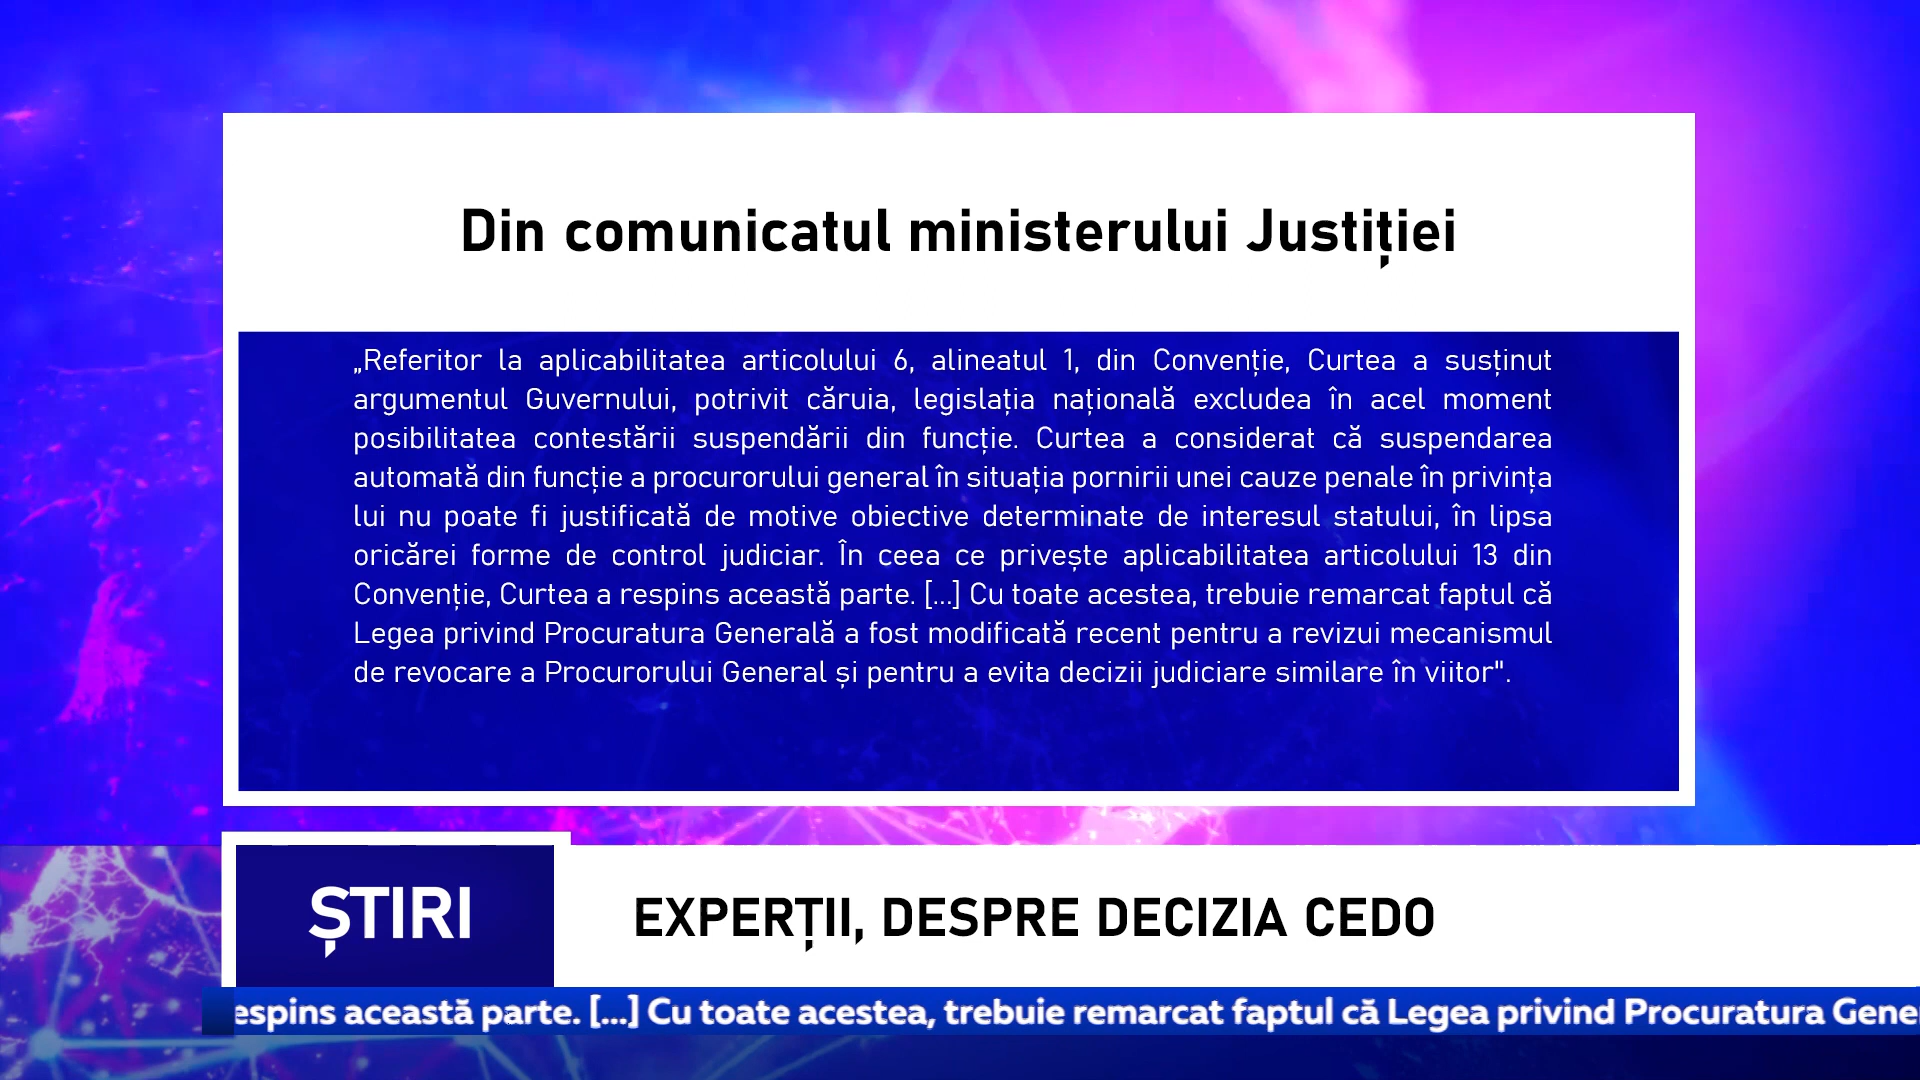 Din comunicatul ministerului Justiției
„Referitor la aplicabilitatea articolului 6, alineatul 1, din Convenție, Curtea a susținut
argumentul Guvernului, potrivit căruia, legislația națională excludea în acel moment
posibilitatea contestării suspendării din funcție. Curtea a considerat că suspendarea
automată din funcție a procurorului general în situația pornirii unei cauze penale în privința
lui nu poate fi justificată de motive obiective determinate de interesul statului, în lipsa
oricărei forme de control judiciar. În ceea ce privește aplicabilitatea articolului 13 din
Convenție, Curtea a respins această parte. [...] Cu toate acestea, trebuie remarcat faptul că
Legea privind Procuratura Generală a fost modificată recent pentru a revizui mecanismul
de revocare a Procurorului General și pentru a evita decizii judiciare similare în viitor".
ȘTIRI
EXPERȚII, DESPRE DECIZIA CEDO
espins această parte. [...] Cu toate acestea, trebuie remarcat faptul că Legea privind Procuratura Gene